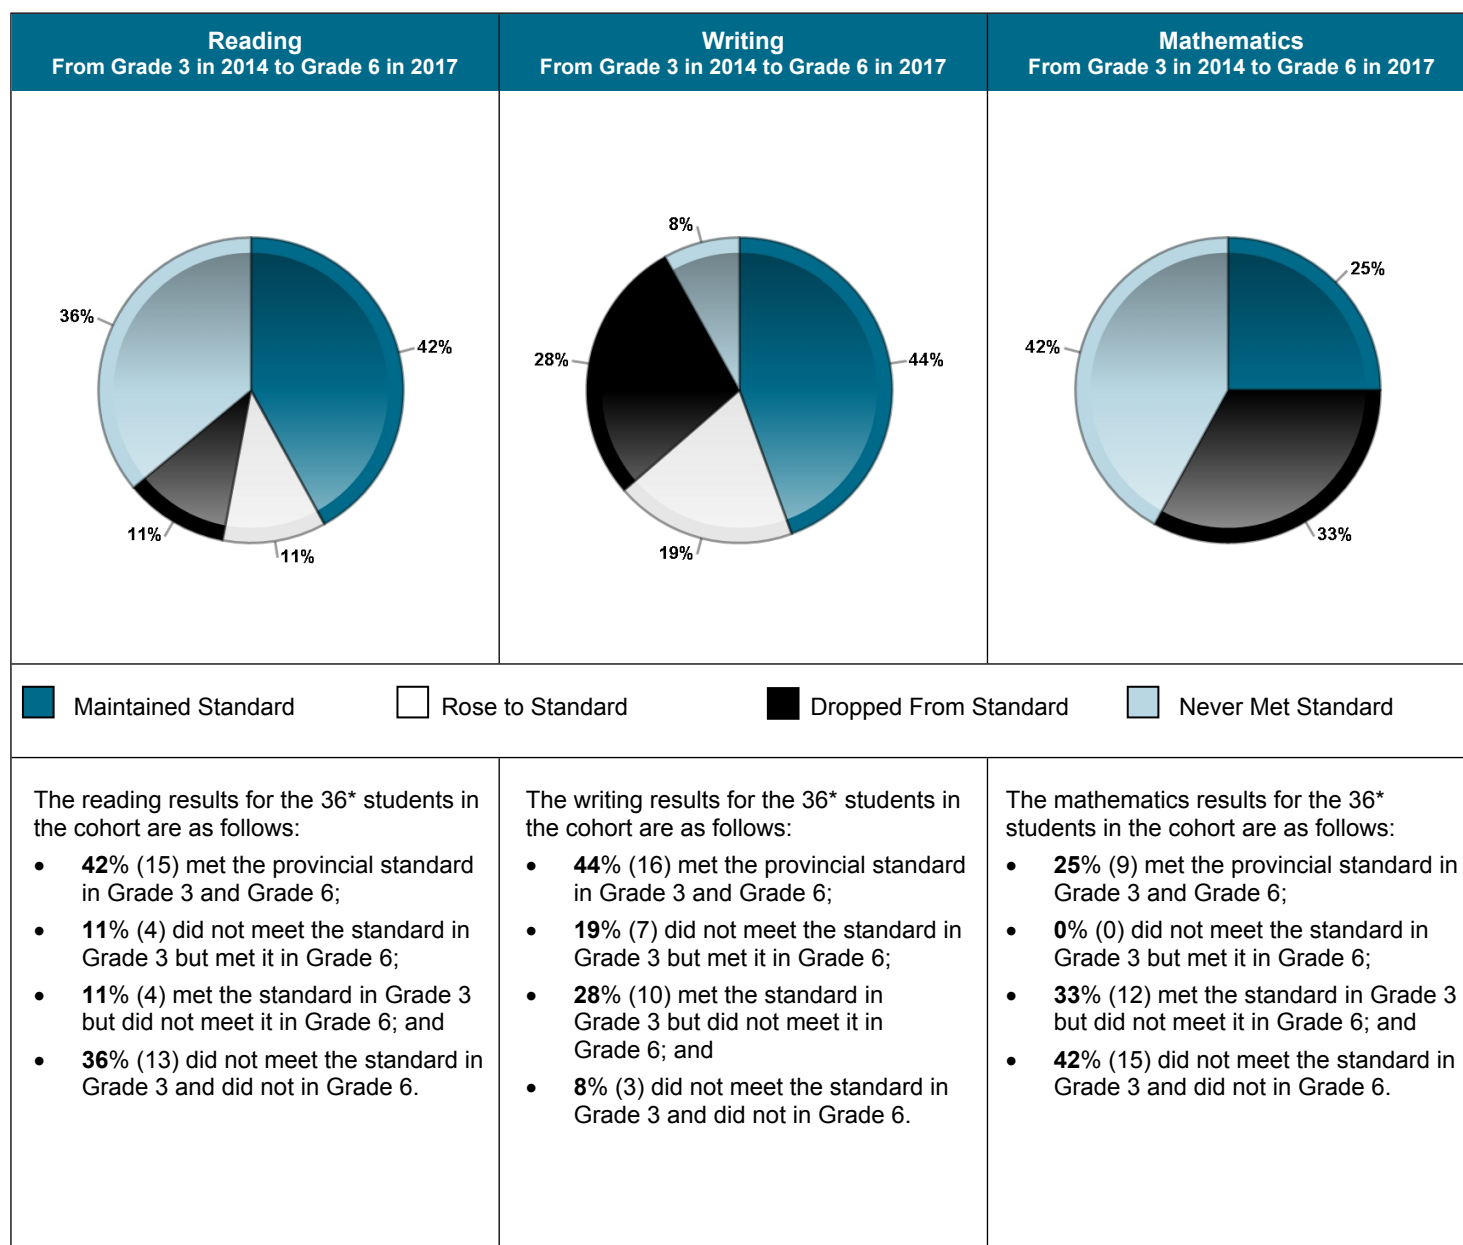 Reading
From Grade 3 in 2014 to Grade 6 in 2017
Writing
From Grade 3 in 2014 to Grade 6 in 2017
Mathematics
From Grade 3 in 2014 to Grade 6 in 2017
36%
42%
11%
11%
8%
28%
44%
19%
25%
42%
33%
Maintained Standard
Rose to Standard
Dropped From Standard
Never Met Standard
The reading results for the 36* students in
the cohort are as follows:
• 42% (15) met the provincial standard
in Grade 3 and Grade 6;
• 11% (4) did not meet the standard in
Grade 3 but met it in Grade 6;
• 11% (4) met the standard in Grade 3
but did not meet it in Grade 6; and
• 36% (13) did not meet the standard in
Grade 3 and did not in Grade 6.
The writing results for the 36* students in
the cohort are as follows:
• 44% (16) met the provincial standard
in Grade 3 and Grade 6;
• 19% (7) did not meet the standard in
Grade 3 but met it in Grade 6;
• 28% (10) met the standard in
Grade 3 but did not meet it in
Grade 6; and
• 8% (3) did not meet the standard in
Grade 3 and did not in Grade 6.
The mathematics results for the 36*
students in the cohort are as follows:
• 25% (9) met the provincial standard in
Grade 3 and Grade 6;
• 0% (0) did not meet the standard in
Grade 3 but met it in Grade 6;
• 33% (12) met the standard in Grade 3
but did not meet it in Grade 6; and
• 42% (15) did not meet the standard in
Grade 3 and did not in Grade 6.